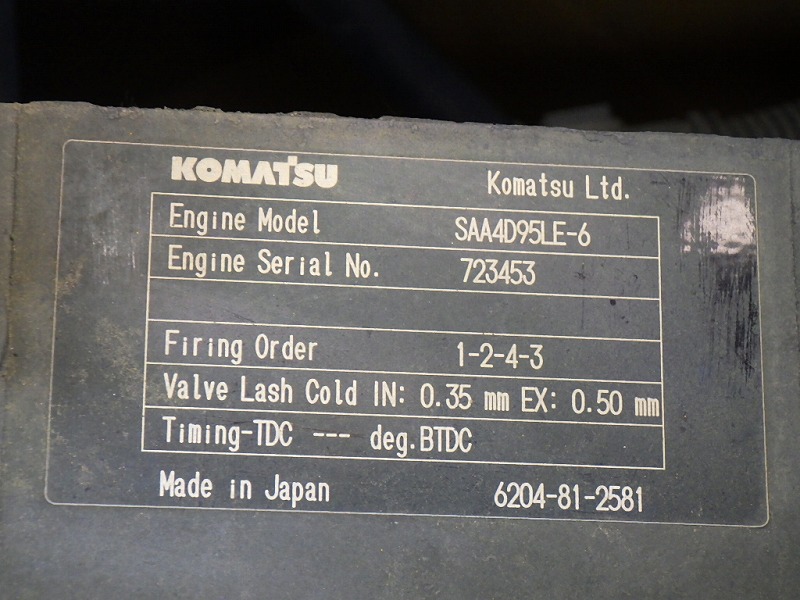 KOMATSU Komatsu Ltd.
Engine Model SAA4D95LE-6
Engine Serial No. 723453
Firing Order 1-2-4-3
Valve Lash Cold IN: 0.35 mm EX: 0.50 mm
Timing-TDC --- deg.BTDC
Made in Japan 6204-81-2581